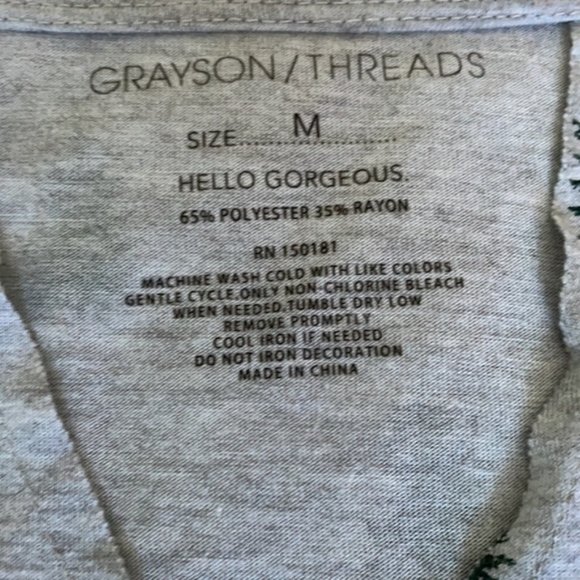 GRAYSON/THREADS
SIZE.......M.......
HELLO GORGEOUS.
65% POLYESTER 35% RAYON
RN 150181
MACHINE WASH COLD WITH LIKE COLORS
GENTLE CYCLE.ONLY NON-CHLORINE BLEACH
WHEN NEEDED.TUMBLE DRY LOW
REMOVE PROMPTLY
COOL IRON IF NEEDED
DO NOT IRON DECORATION
MADE IN CHINA